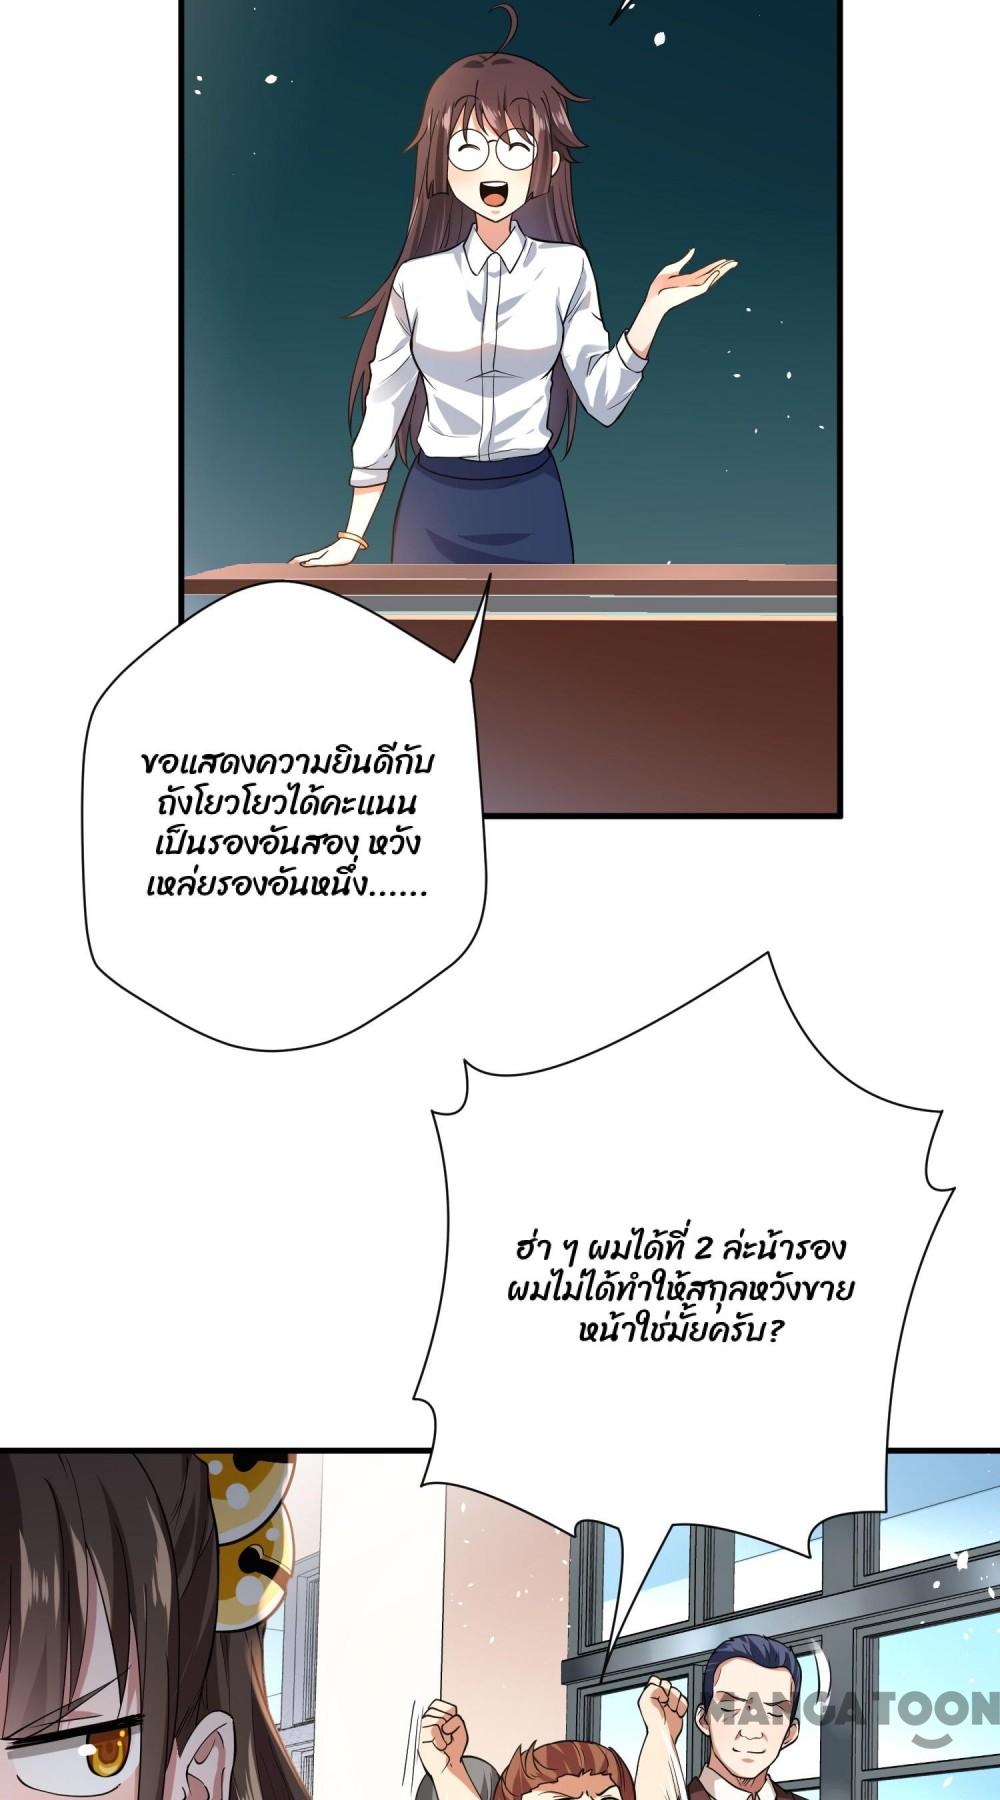 ขอแสดงความยินดีกับ
ถังโยวโยวได้คะแนน
เป็นรองอันสอง หวัง
เหล่ยรองอันหนึ่ง......
ฮ่า ๆ ผมได้ที่ 2 ล่ะน้ารอง
ผมไม่ได้ทำให้สกุลหวังขาย
หน้าใช่มั้ยครับ?
MANGATOON